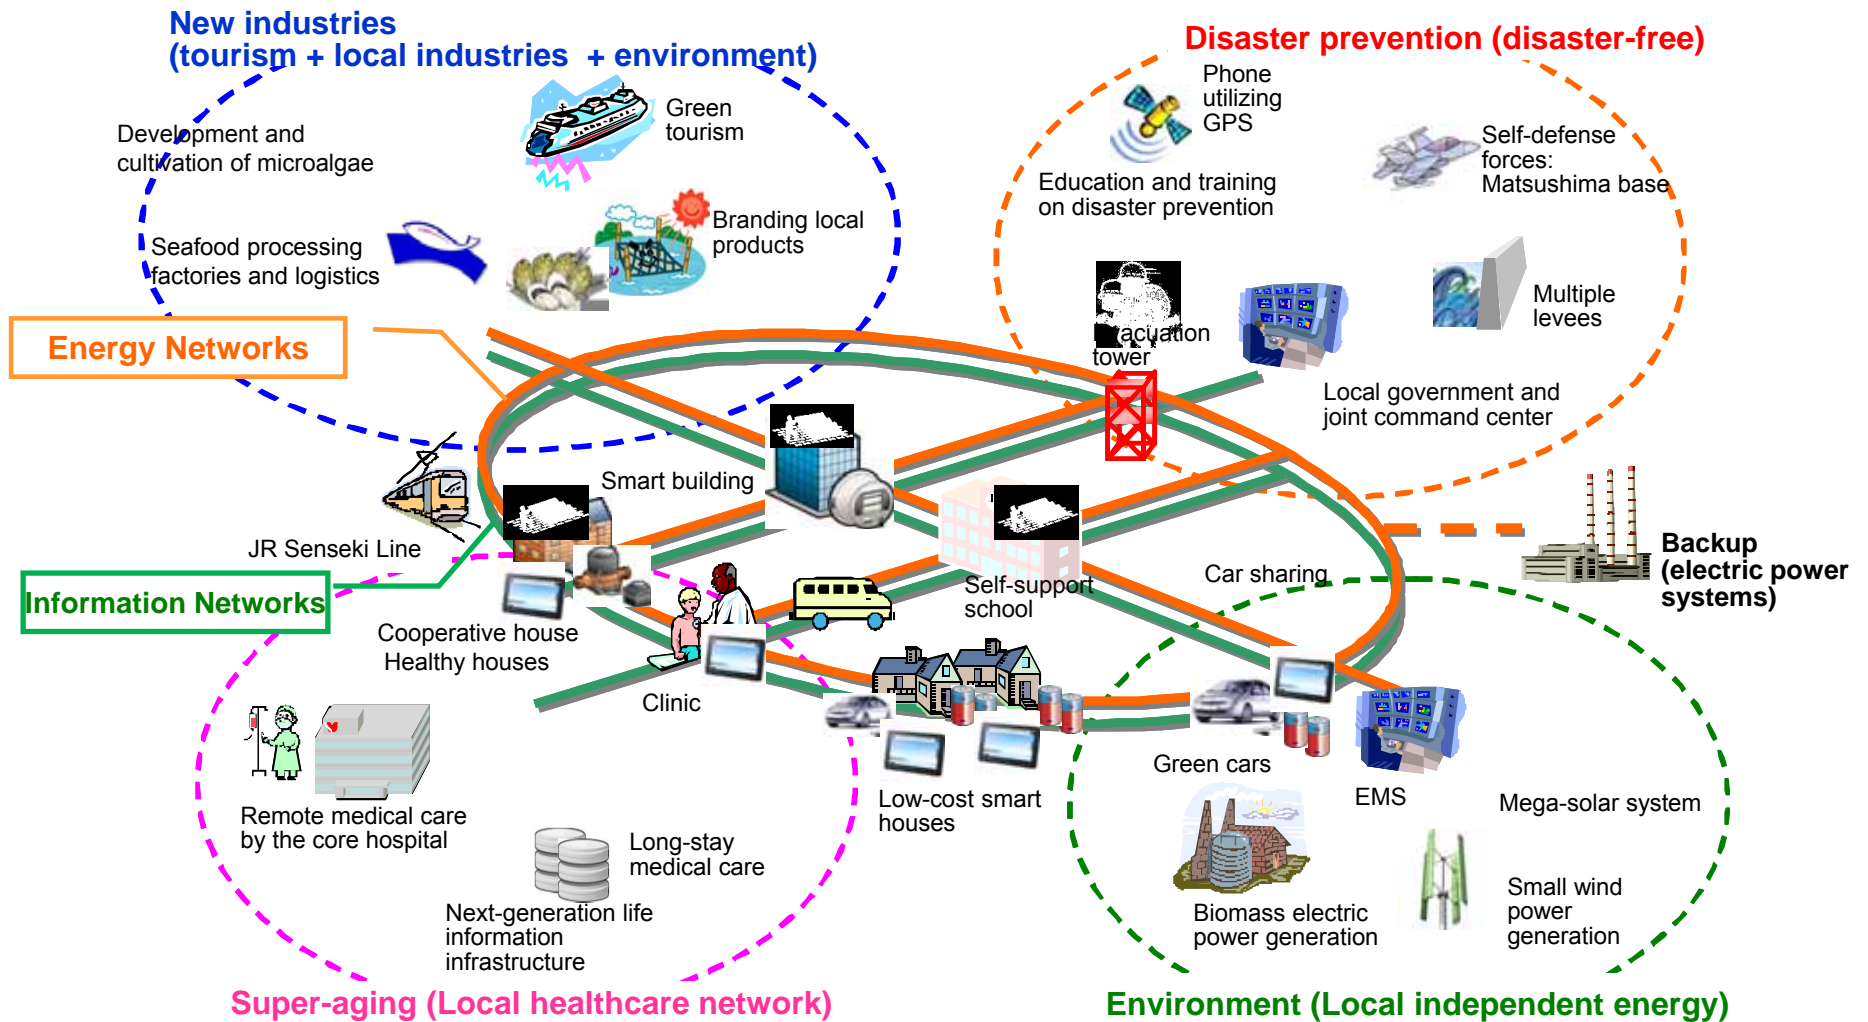 New industries
(tourism + local industries + environment)
Disaster prevention (disaster-free)
Development and
cultivation of microalgae
Green
tourism
Seafood processing
factories and logistics
Branding local
products
Phone
utilizing
GPS
Self-defense
forces:
Matsushima base
Education and training
on disaster prevention
Multiple
levees
Evacuation
tower
Local government and
joint command center
Energy Networks
Smart building
JR Senseki Line
Information Networks
Self-support
school
Car sharing
Backup
(electric power
systems)
Cooperative house
Healthy houses
Clinic
Green cars
EMS
Mega-solar system
Low-cost smart
houses
Remote medical care
by the core hospital
Long-stay
medical care
Next-generation life
information
infrastructure
Biomass electric
power generation
Small wind
power
generation
Super-aging (Local healthcare network)
Environment (Local independent energy)